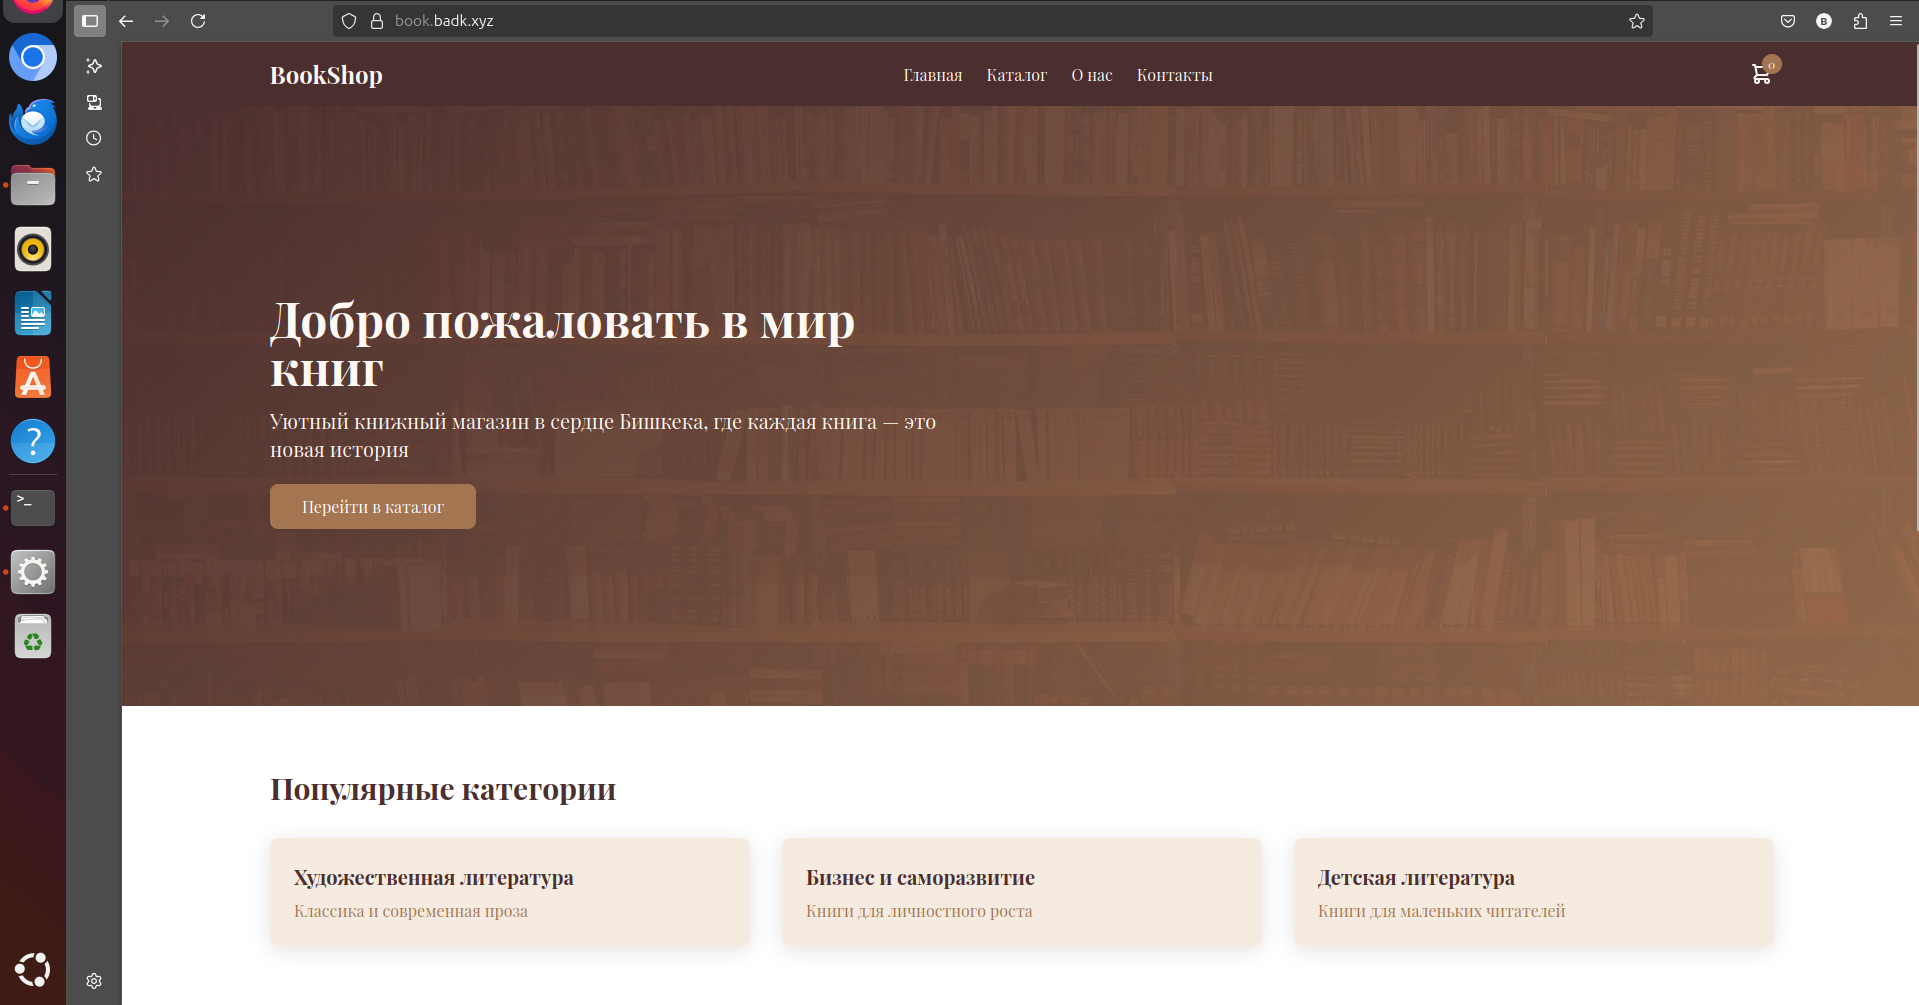 book.badk.xyz
B
BookShop
Главная Каталог О нас Контакты
0
Добро пожаловать в мир
книг
Уютный книжный магазин в сердце Бишкека, где каждая книга — это
новая история
Перейти в каталог
Популярные категории
Художественная литература
Классика и современная проза
Бизнес и саморазвитие
Книги для личностного роста
Детская литература
Книги для маленьких читателей